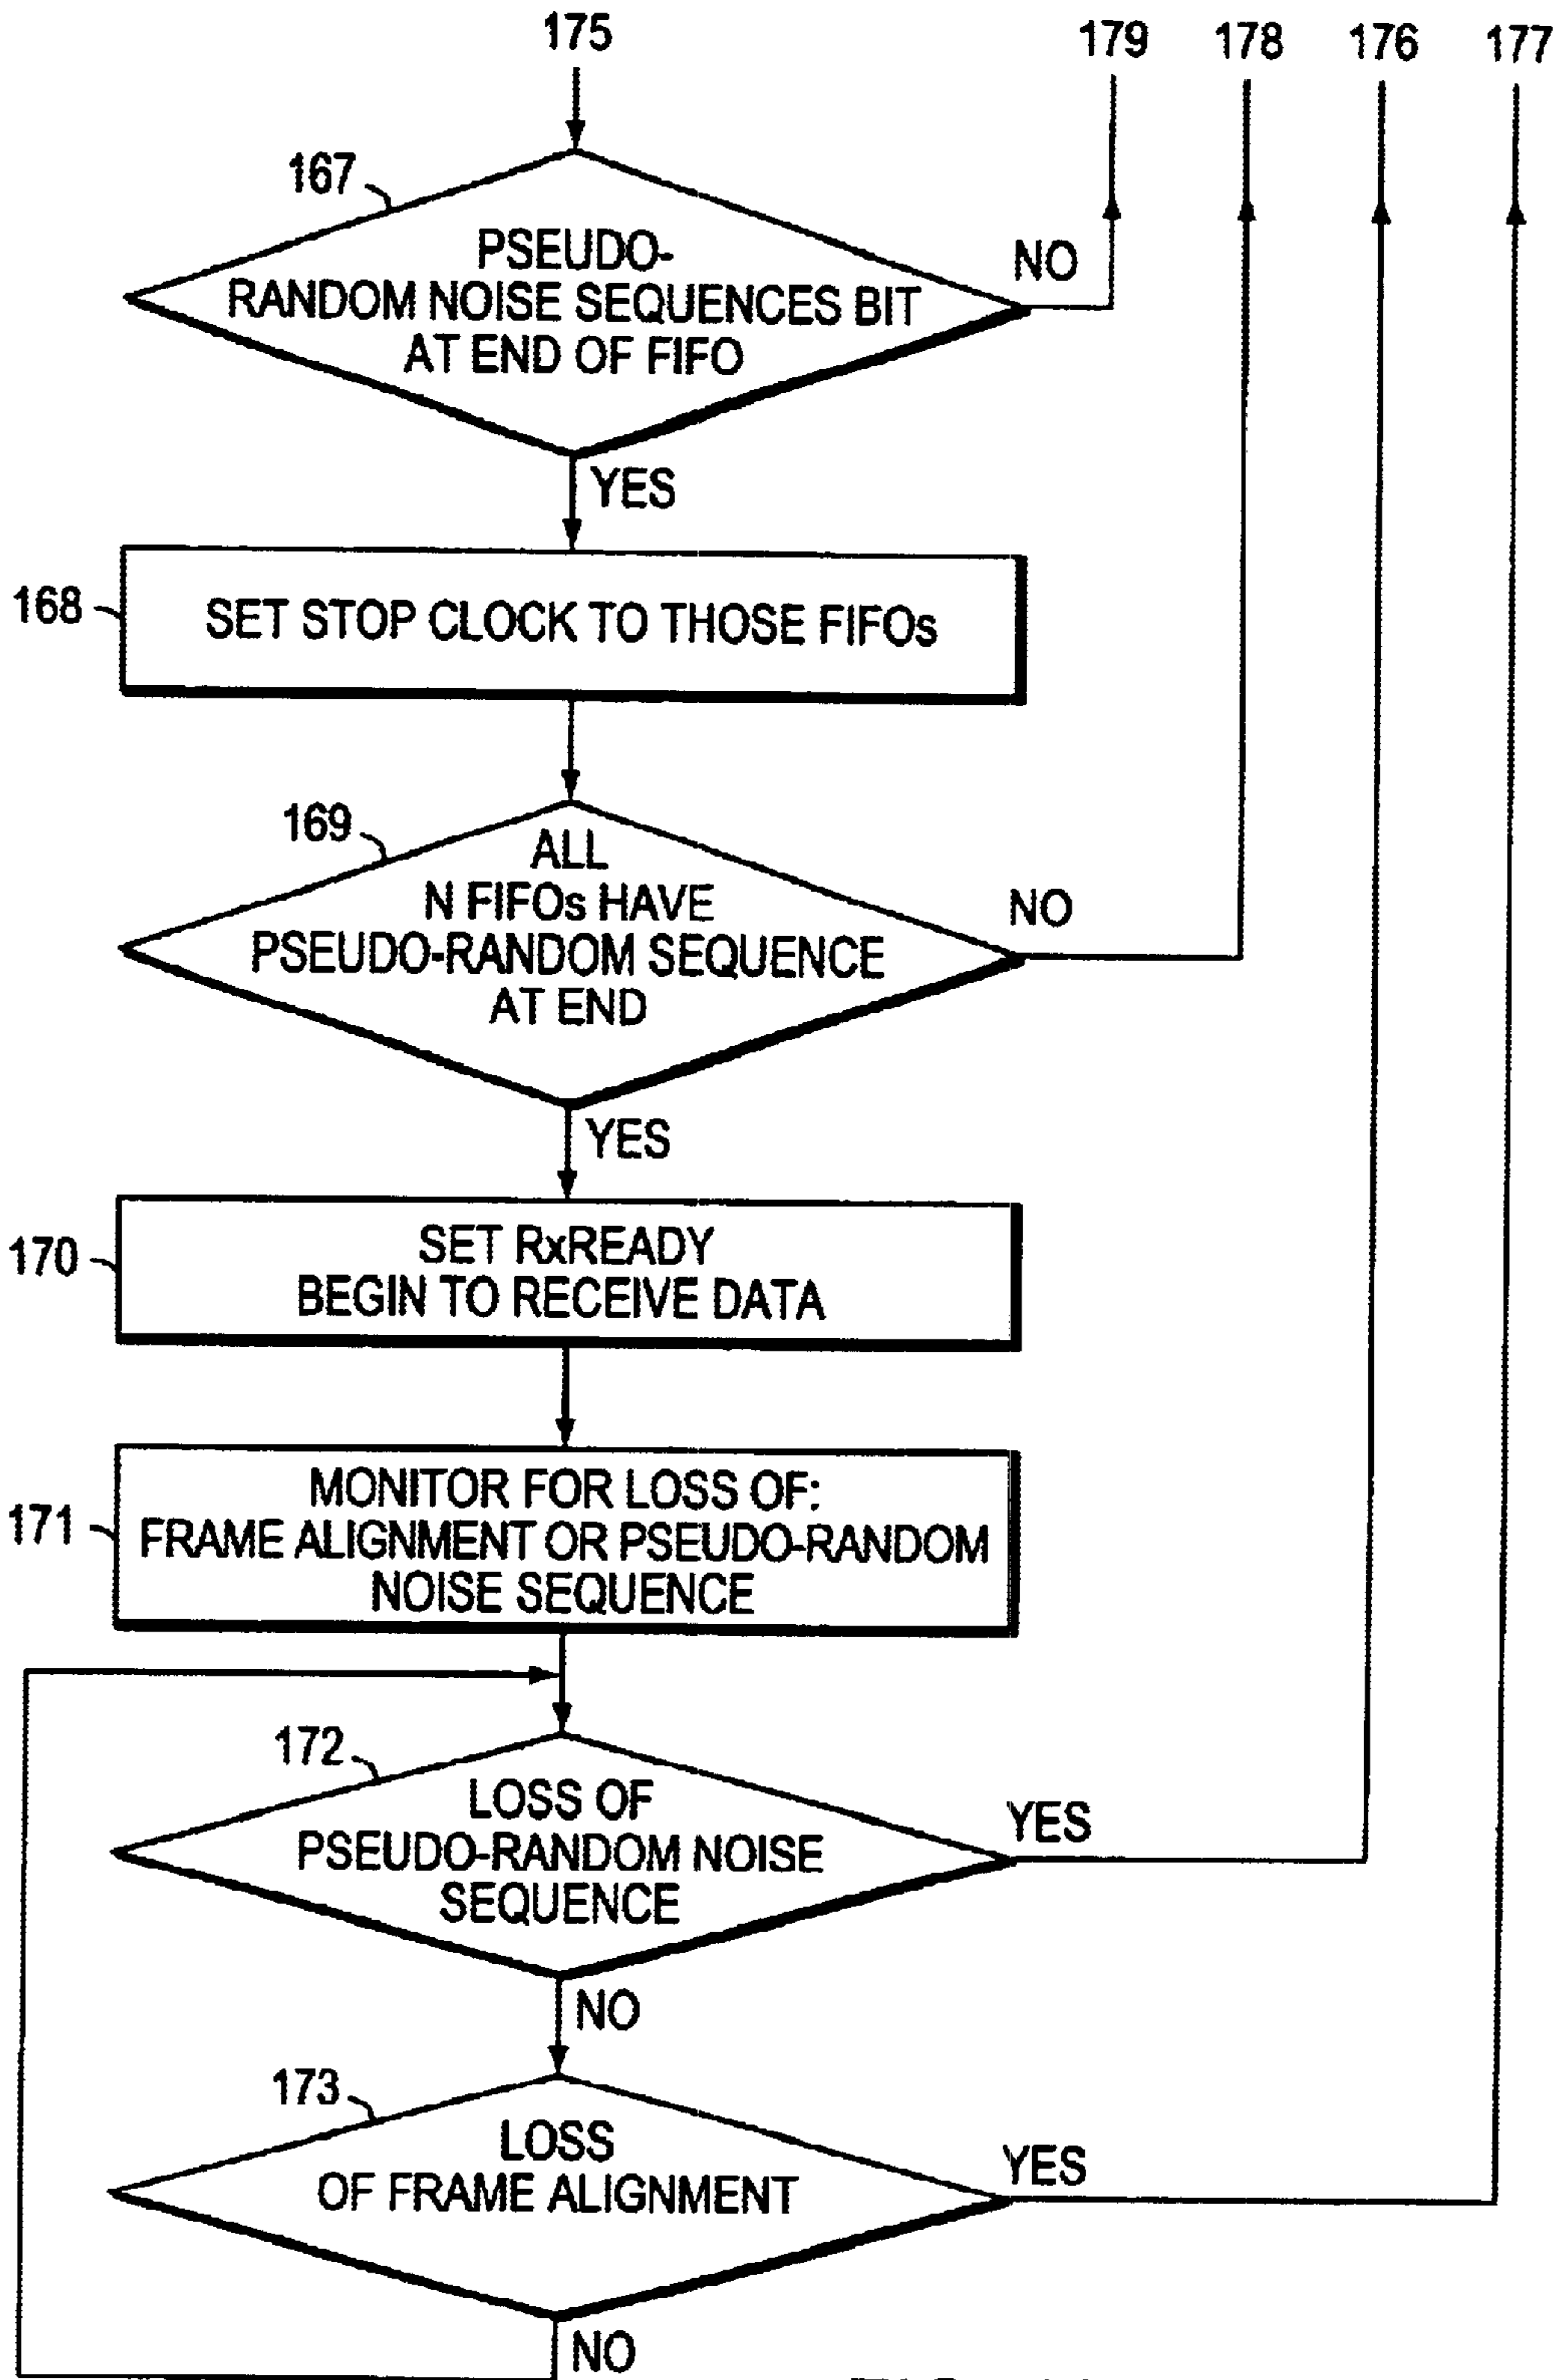 175
179
178
176
177
167
PSEUDO-
RANDOM NOISE SEQUENCES BIT
AT END OF FIFO
NO
YES
168
SET STOP CLOCK TO THOSE FIFOs
169
ALL
N FIFOs HAVE
PSEUDO-RANDOM SEQUENCE
AT END
NO
YES
170
SET RxREADY
BEGIN TO RECEIVE DATA
171
MONITOR FOR LOSS OF:
FRAME ALIGNMENT OR PSEUDO-RANDOM
NOISE SEQUENCE
172
LOSS OF
PSEUDO-RANDOM NOISE
SEQUENCE
YES
NO
173
LOSS
OF FRAME ALIGNMENT
YES
NO